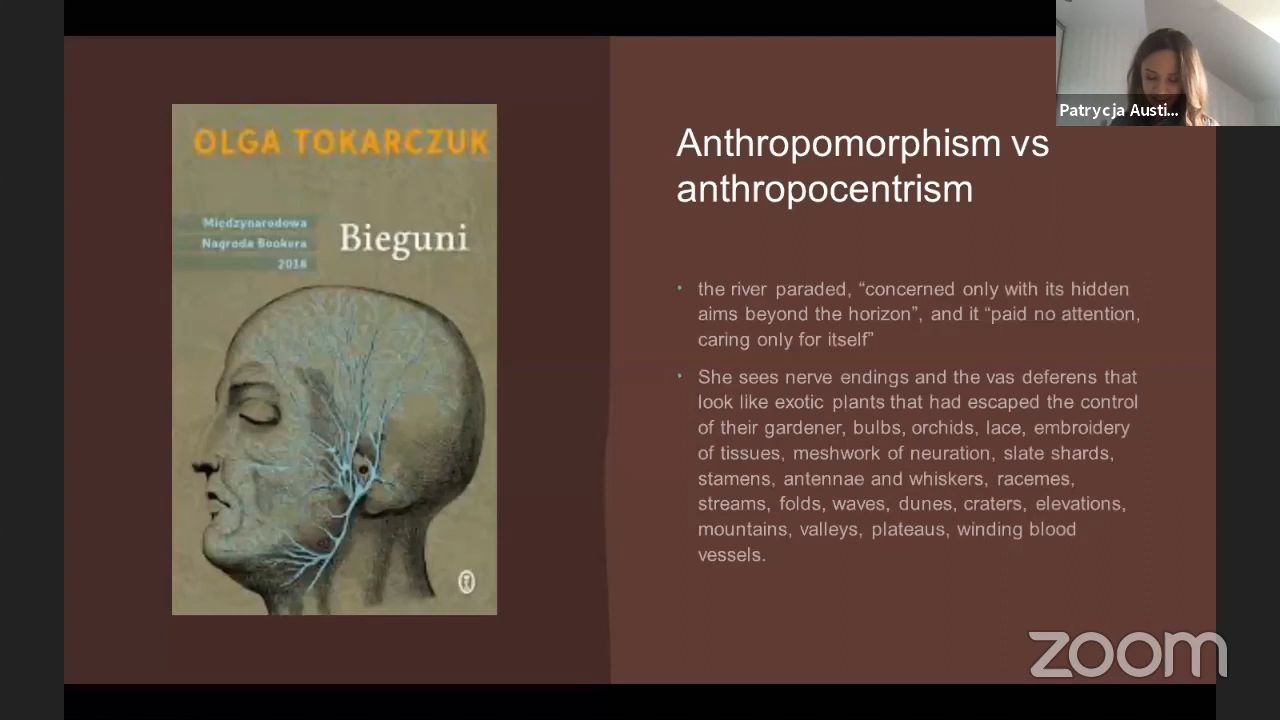 Patrycja Austi...
OLGA TOKARCZUK
Międzynarodowa
Nagroda Bookera
2018
Bieguni
Anthropomorphism vs
anthropocentrism
• the river paraded, “concerned only with its hidden
aims beyond the horizon”, and it “paid no attention,
caring only for itself”
• She sees nerve endings and the vas deferens that
look like exotic plants that had escaped the control
of their gardener, bulbs, orchids, lace, embroidery
of tissues, meshwork of neuration, slate shards,
stamens, antennae and whiskers, racemes,
streams, folds, waves, dunes, craters, elevations,
mountains, valleys, plateaus, winding blood
vessels.
zoom